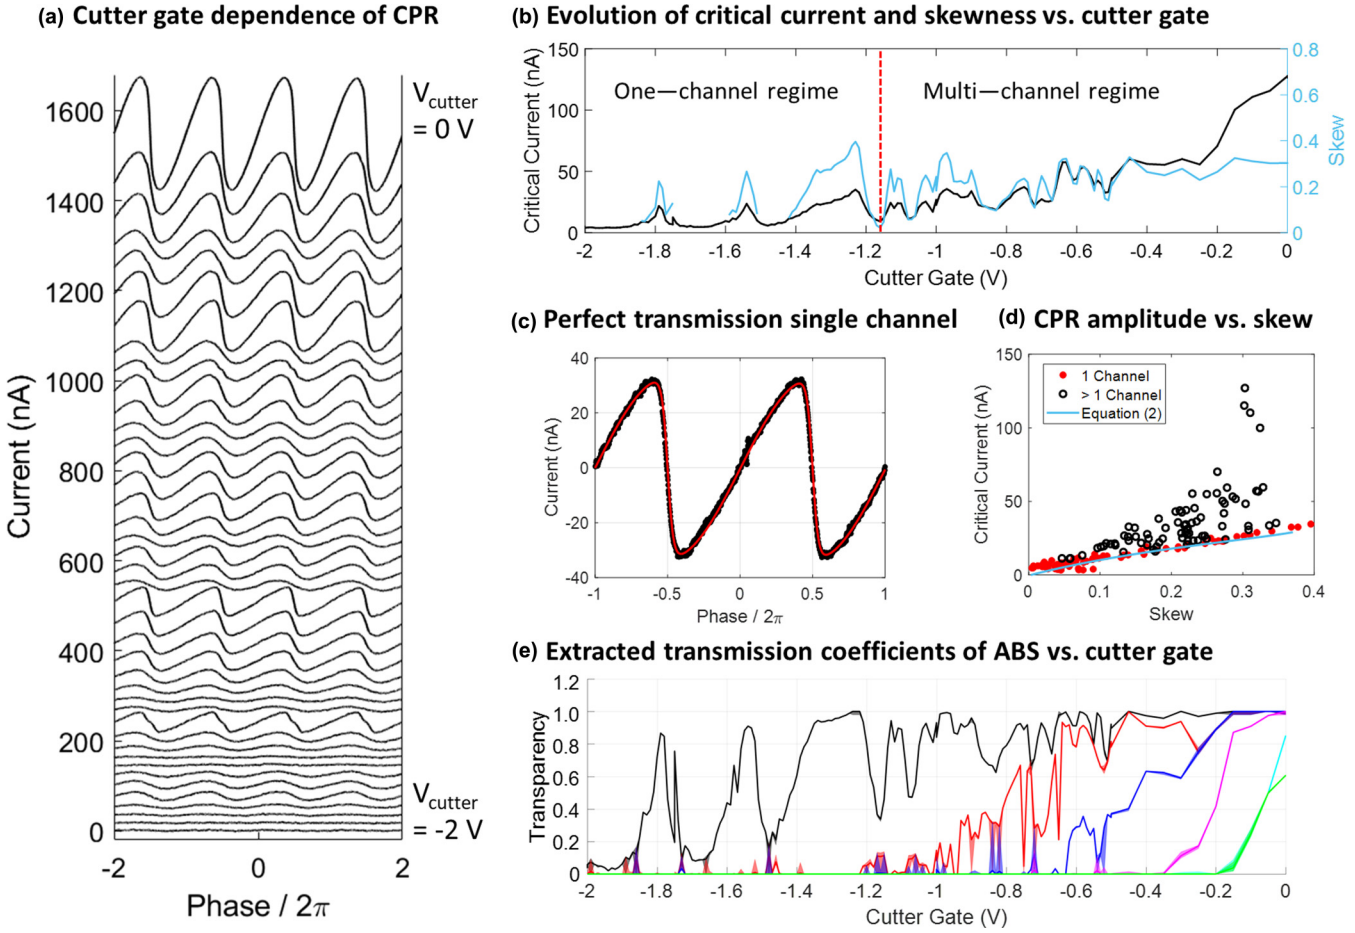 (a) Cutter gate dependence of CPR
Current (nA)
1600
1400
1200
1000
800
600
400
200
0
-2
0
2
Phase / 2π
Vcutter
= 0 V
Vcutter
= -2 V
(b) Evolution of critical current and skewness vs. cutter gate
Critical Current (nA)
150
100
50
0
One—channel regime
Multi—channel regime
0.8
0.6
0.4
0.2
0
Skew
-2 -1.8 -1.6 -1.4 -1.2 -1 -0.8 -0.6 -0.4 -0.2 0
Cutter Gate (V)
(c) Perfect transmission single channel
Current (nA)
40
20
0
-20
-40
-1 -0.5 0 0.5 1
Phase / 2π
(d) CPR amplitude vs. skew
Critical Current (nA)
150
100
50
0
1 Channel
> 1 Channel
Equation (2)
0 0.1 0.2 0.3 0.4
Skew
(e) Extracted transmission coefficients of ABS vs. cutter gate
Transparency
1.2
1.0
0.8
0.6
0.4
0.2
0
-2 -1.8 -1.6 -1.4 -1.2 -1 -0.8 -0.6 -0.4 -0.2 0
Cutter Gate (V)